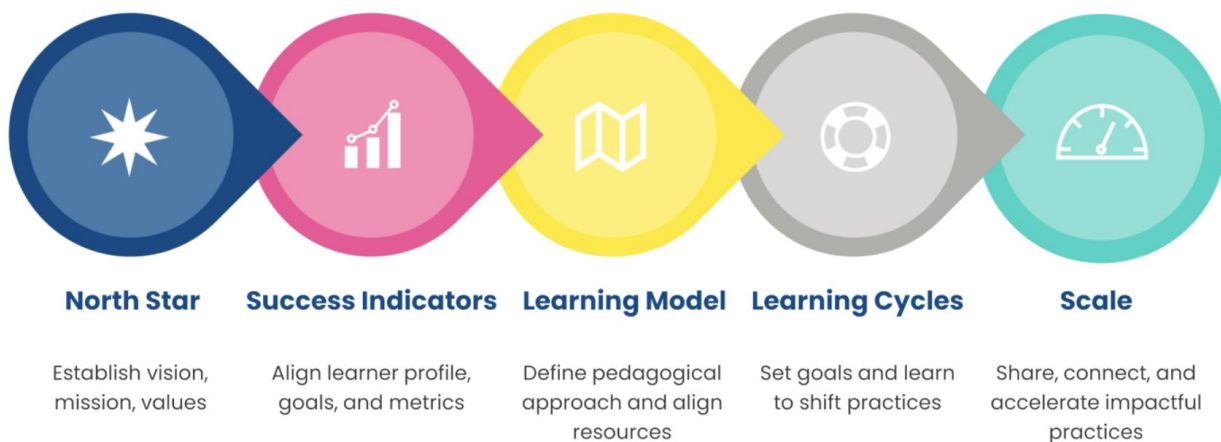 North Star
Establish vision,
mission, values
Success Indicators
Align learner profile,
goals, and metrics
Learning Model
Define pedagogical
approach and align
resources
Learning Cycles
Set goals and learn
to shift practices
Scale
Share, connect, and
accelerate impactful
practices